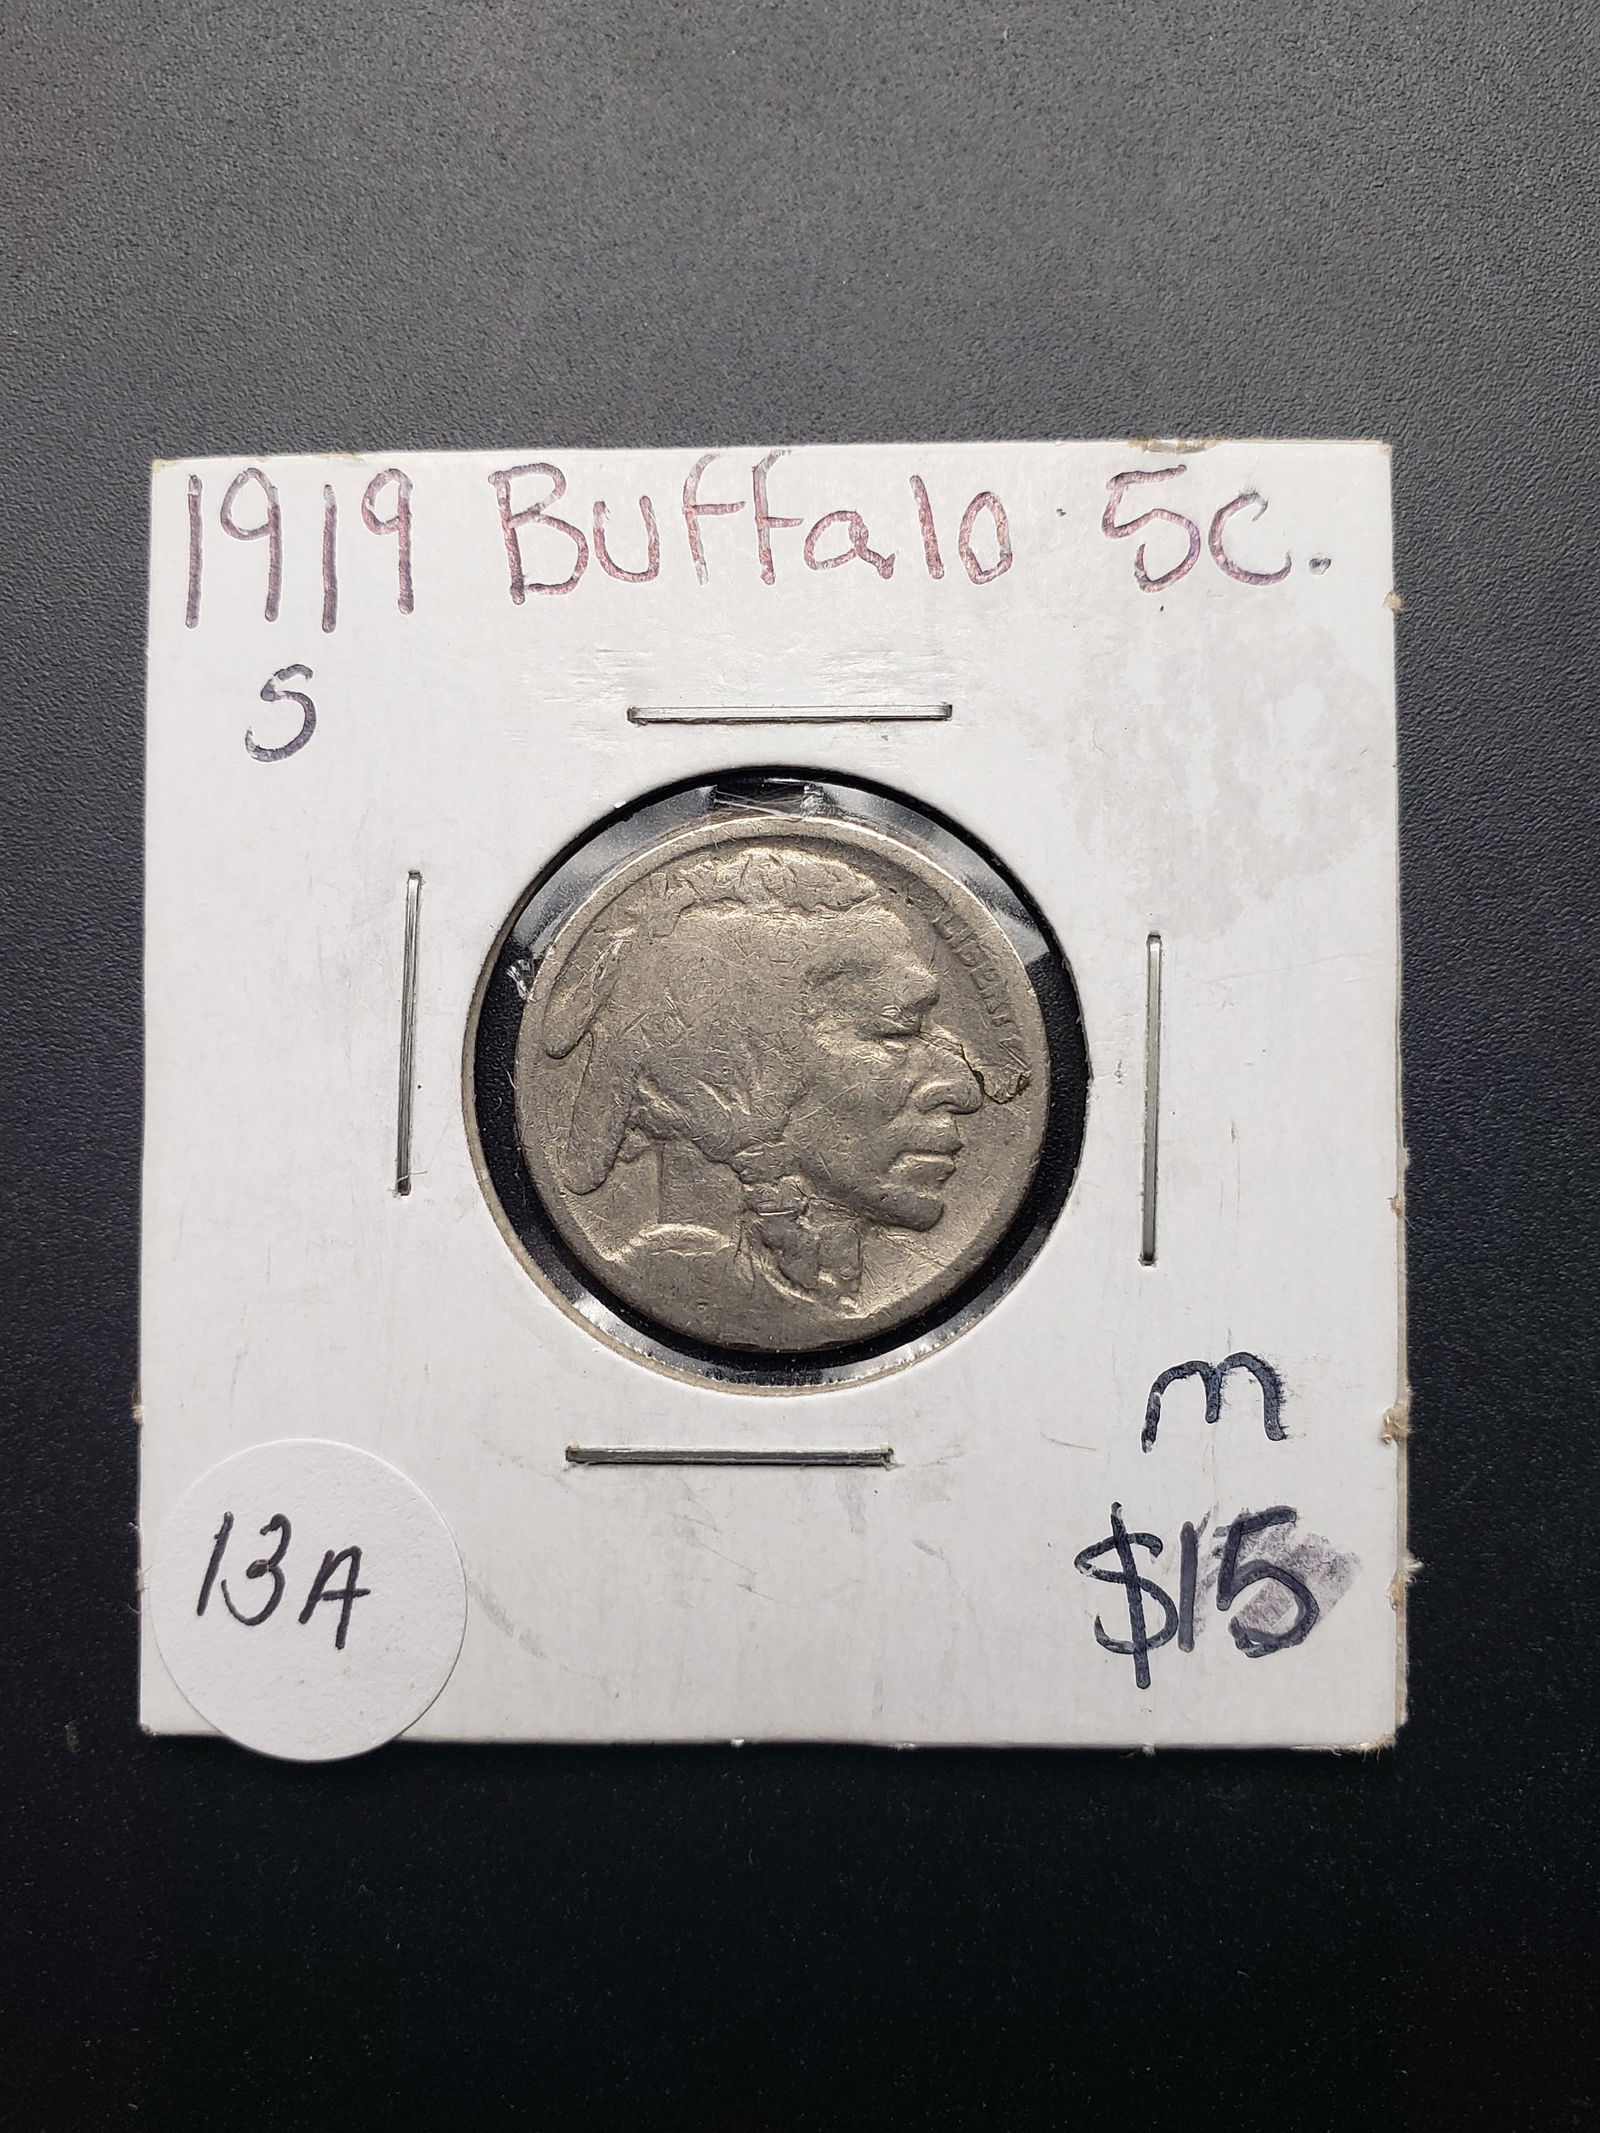 1919 Buffalo 5c.
S
LIBERTY
m
$15
13A